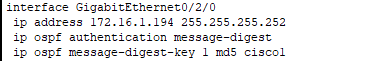 interface GigabitEthernet0/2/0
ip address 172.16.1.194 255.255.255.252
ip ospf authentication message-digest
ip ospf message-digest-key 1 md5 cisco1